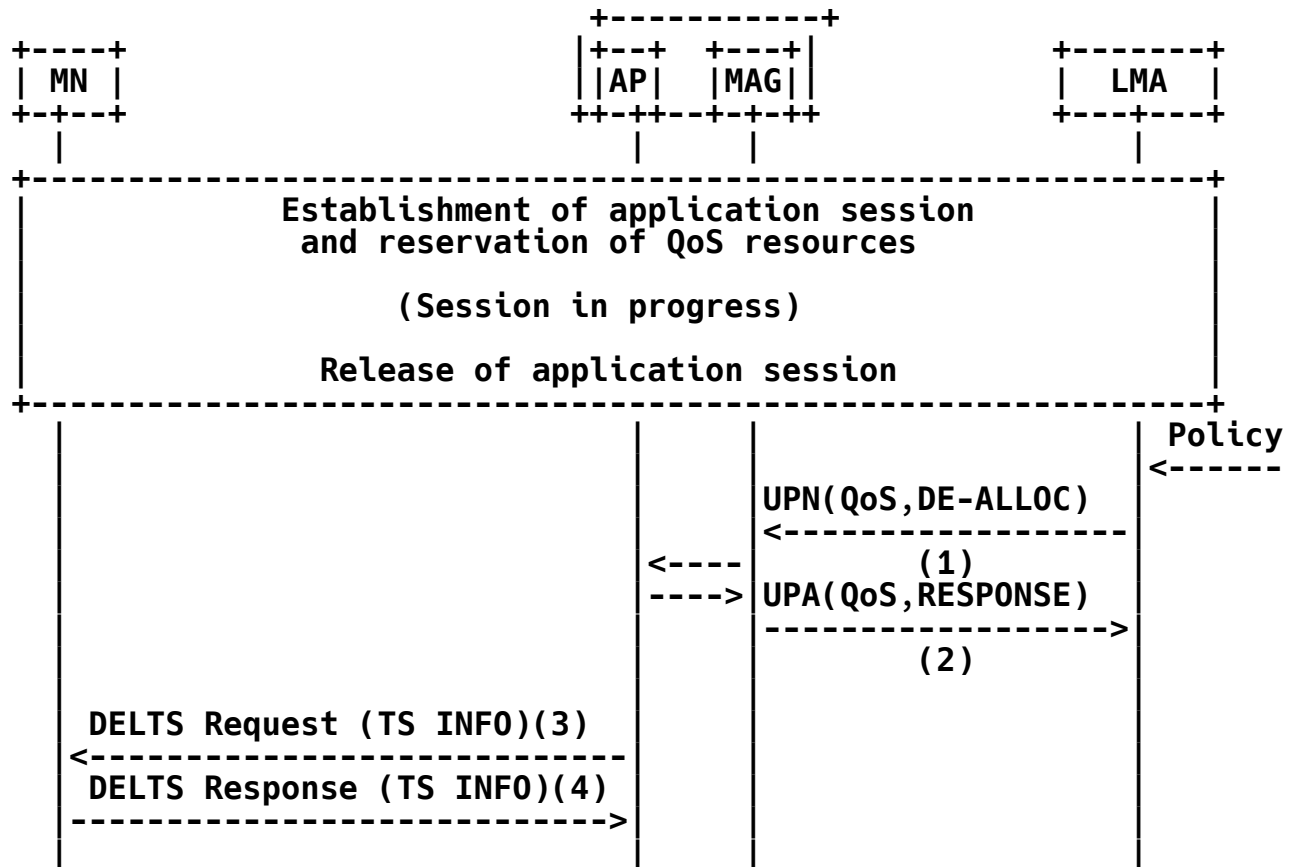 MN AP MAG LMA
Establishment of application session
and reservation of QoS resources
(Session in progress)
Release of application session
Policy
UPN(QoS,DE-ALLOC)
(1)
UPA(QoS,RESPONSE)
(2)
DELTS Request (TS INFO)(3)
DELTS Response (TS INFO)(4)